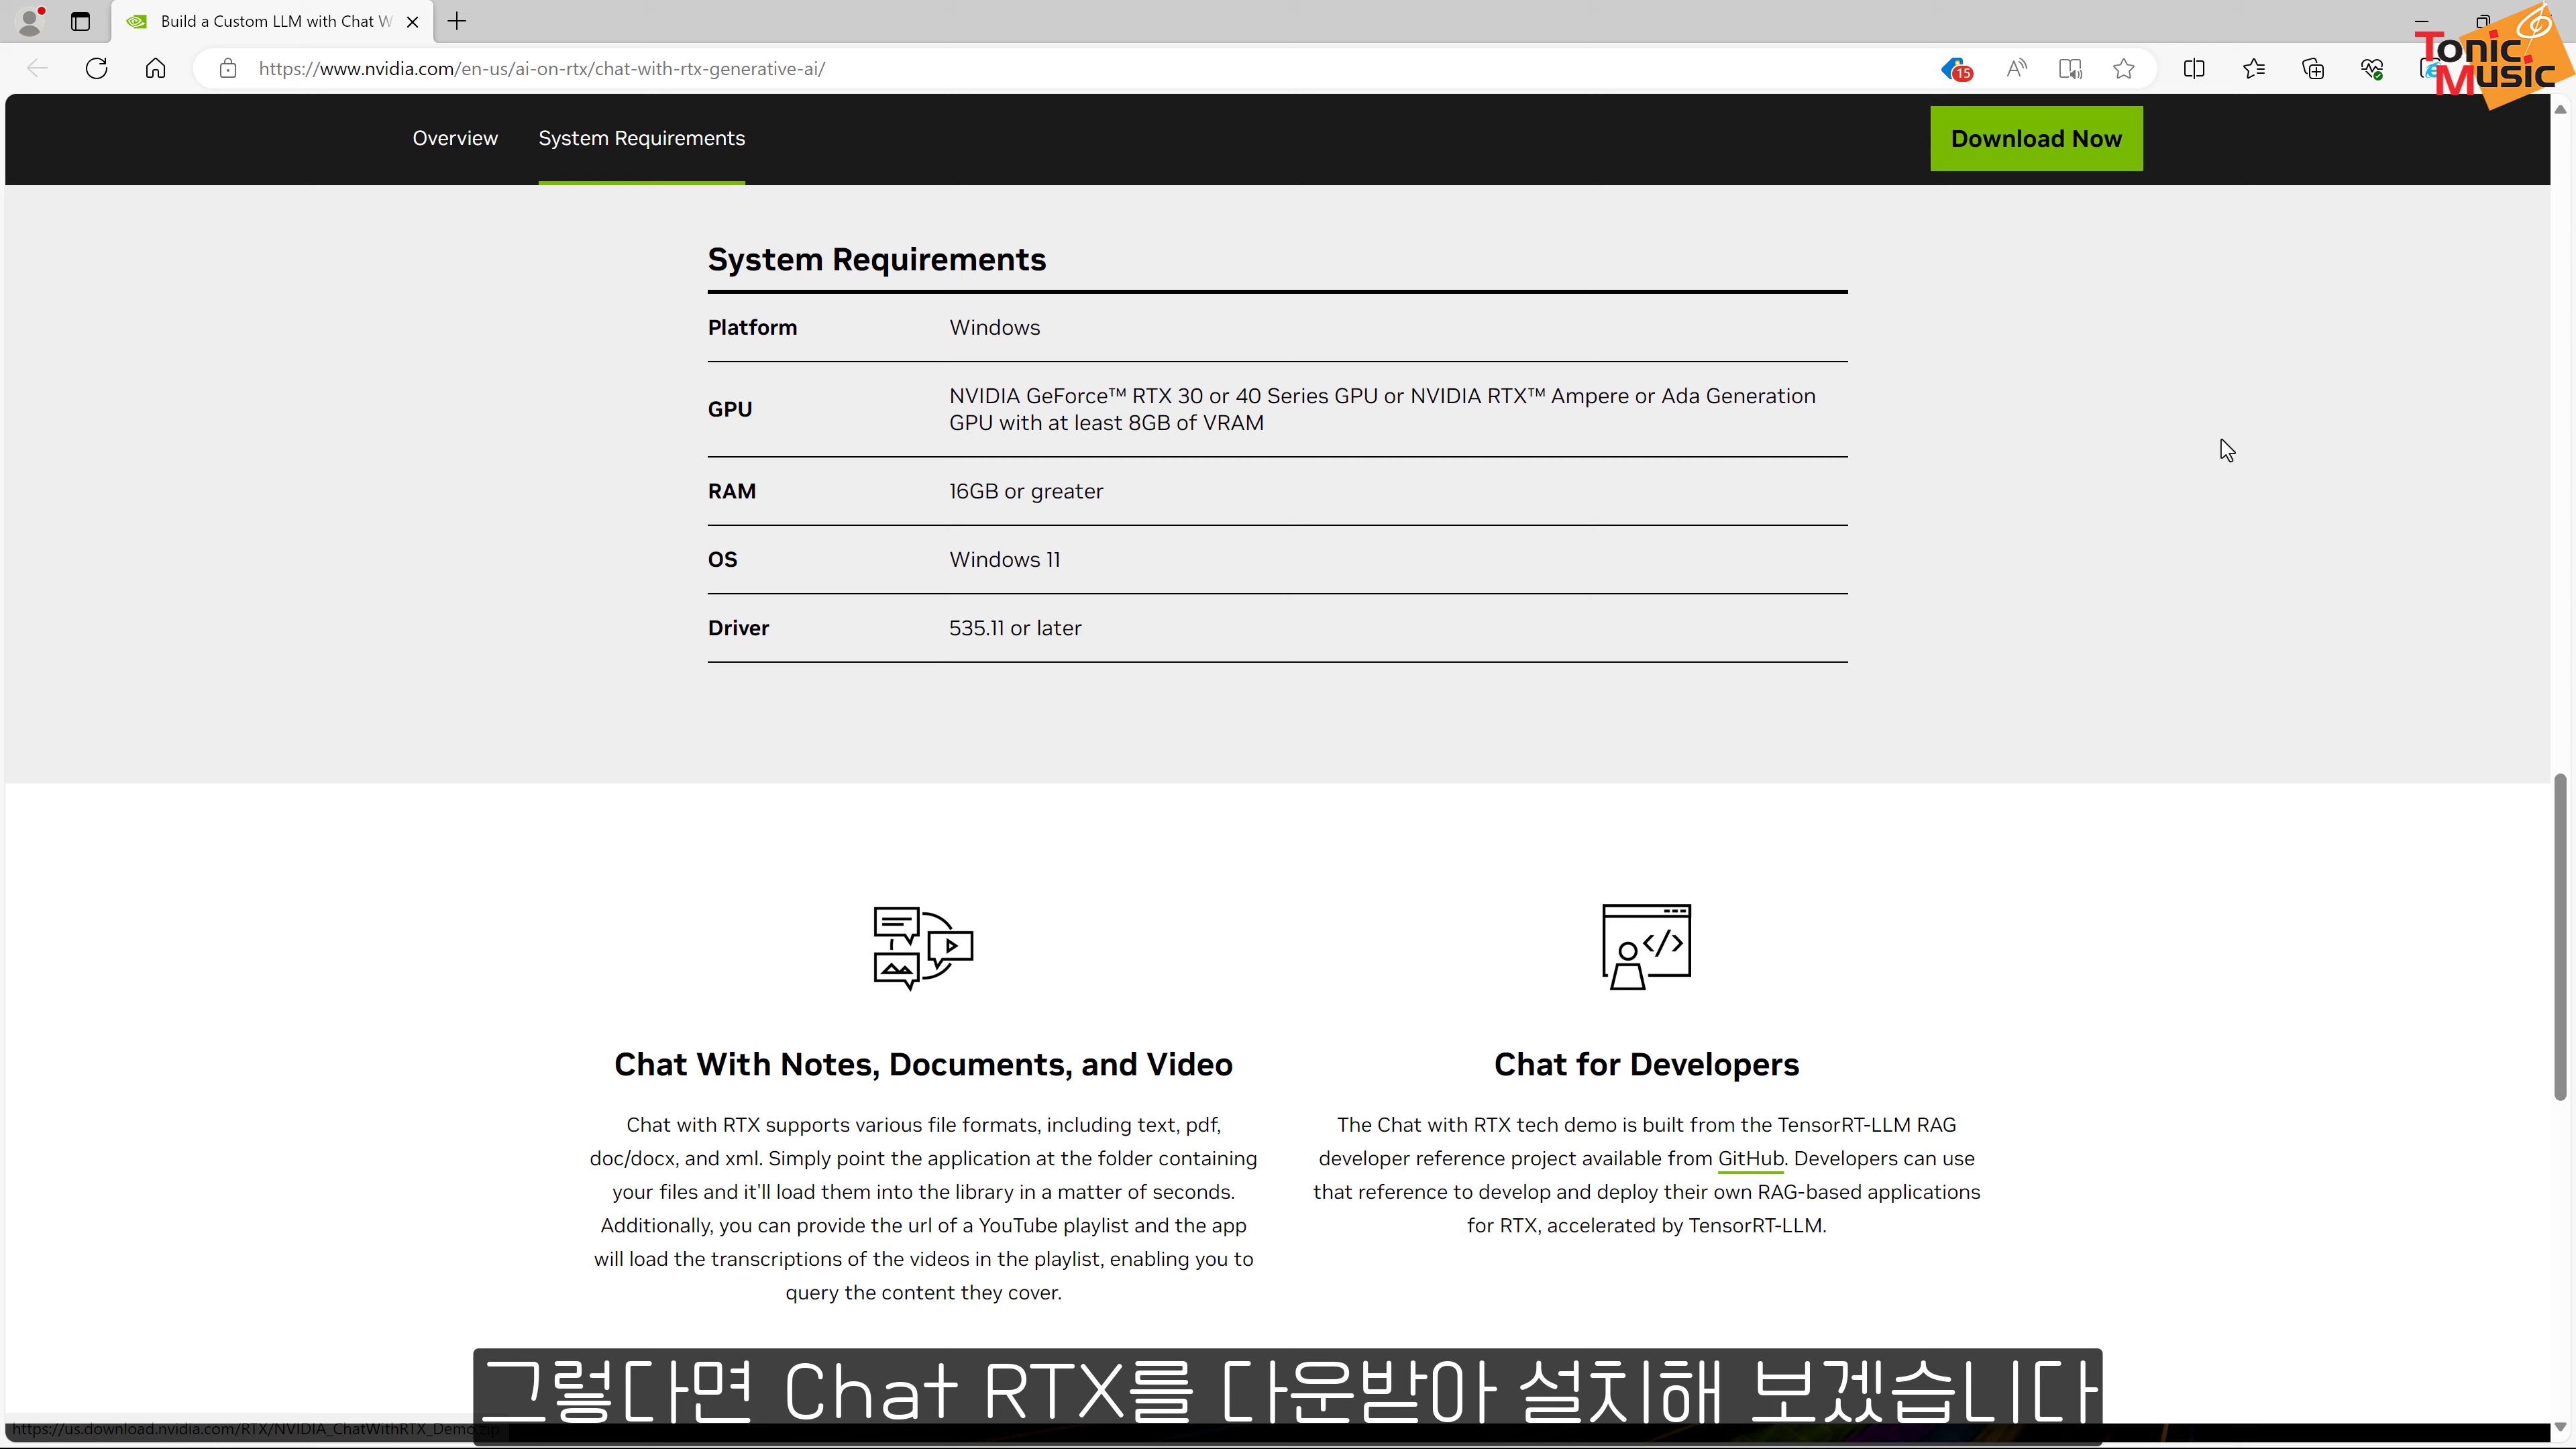 Build a Custom LLM with Chat W
https://www.nvidia.com/en-us/ai-on-rtx/chat-with-rtx-generative-ai/
15
Tonic
Music
Overview
System Requirements
Download Now
System Requirements
Platform
Windows
GPU
NVIDIA GeForce™ RTX 30 or 40 Series GPU or NVIDIA RTX™ Ampere or Ada Generation
GPU with at least 8GB of VRAM
RAM
16GB or greater
OS
Windows 11
Driver
535.11 or later
Chat With Notes, Documents, and Video
Chat with RTX supports various file formats, including text, pdf,
doc/docx, and xml. Simply point the application at the folder containing
your files and it'll load them into the library in a matter of seconds.
Additionally, you can provide the url of a YouTube playlist and the app
will load the transcriptions of the videos in the playlist, enabling you to
query the content they cover.
Chat for Developers
The Chat with RTX tech demo is built from the TensorRT-LLM RAG
developer reference project available from GitHub. Developers can use
that reference to develop and deploy their own RAG-based applications
for RTX, accelerated by TensorRT-LLM.
그렇다면 Chat RTX를 다운받아 설치해 보겠습니다
https://us.download.nvidia.com/RTX/NVIDIA_ChatWithRTX_Demo.zip